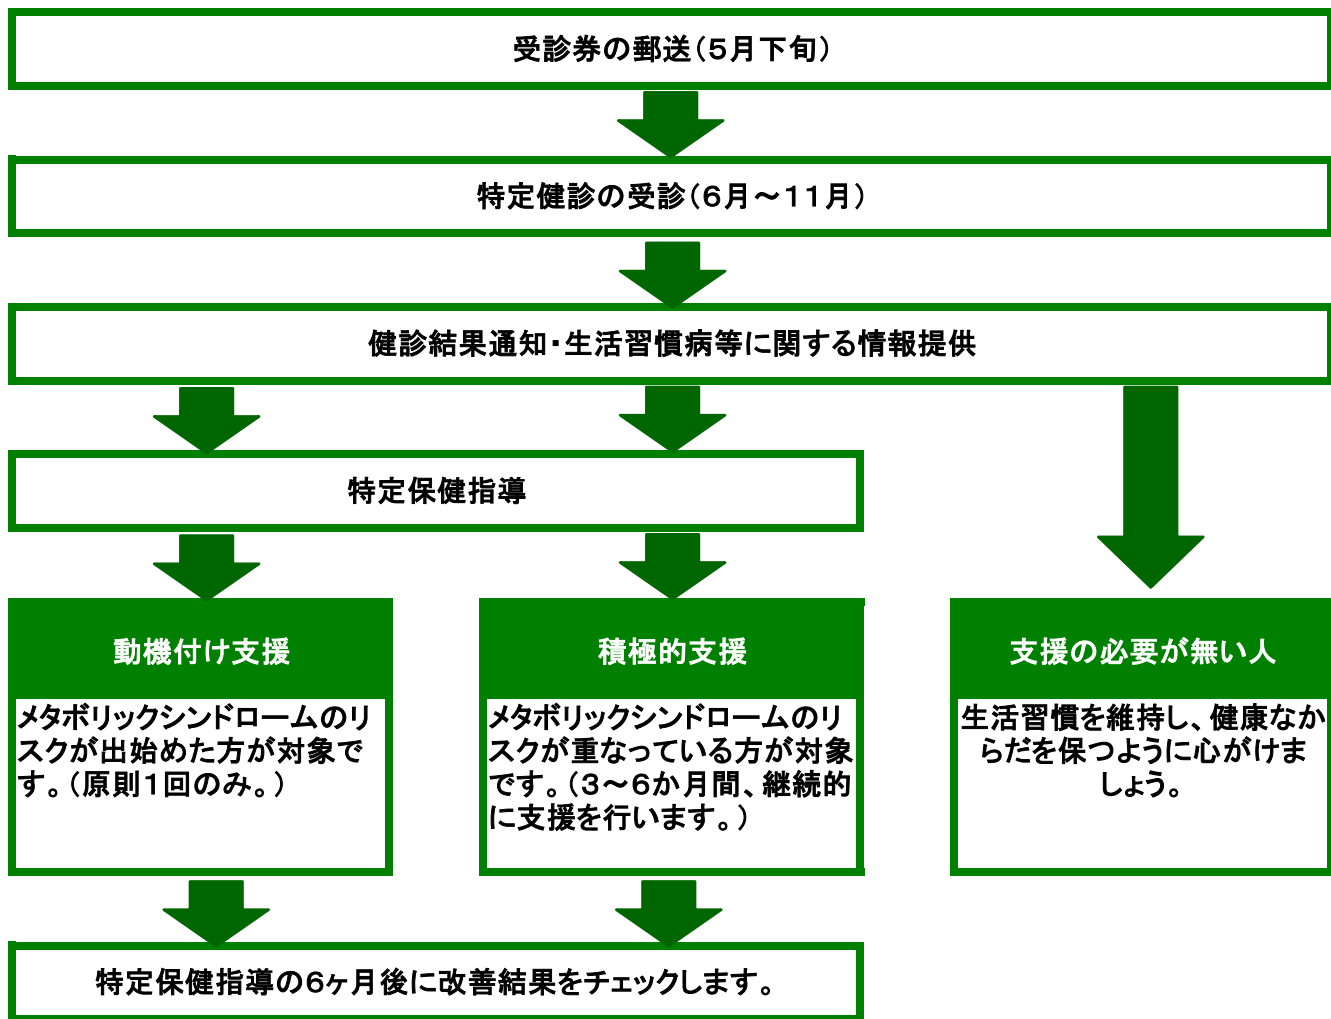 受診券の郵送（５月下旬）
特定健診の受診（６月～１１月）
健診結果通知・生活習慣病等に関する情報提供
特定保健指導
動機付け支援
メタボリックシンドロームのリ
スクが出始めた方が対象で
す。（原則１回のみ。）
積極的支援
メタボリックシンドロームのリ
スクが重なっている方が対象
です。（３～６か月間、継続的
に支援を行います。）
支援の必要が無い人
生活習慣を維持し、健康なか
らだを保つように心がけま
しょう。
特定保健指導の６ヶ月後に改善結果をチェックします。